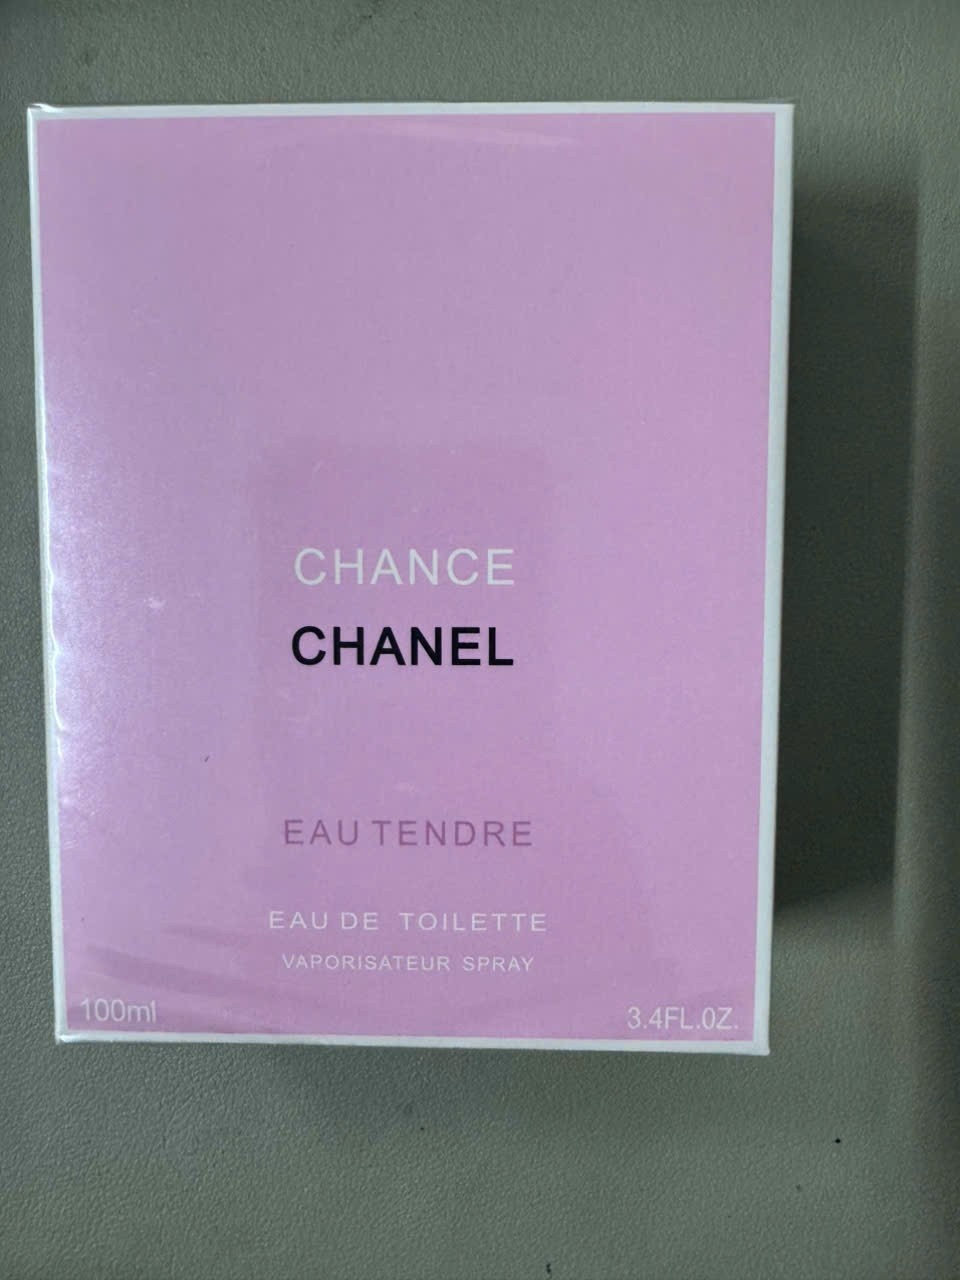 CHANCE
CHANEL
EAU TENDRE
EAU DE TOILETTE
VAPORISATEUR SPRAY
100ml
3.4FL.0Z.